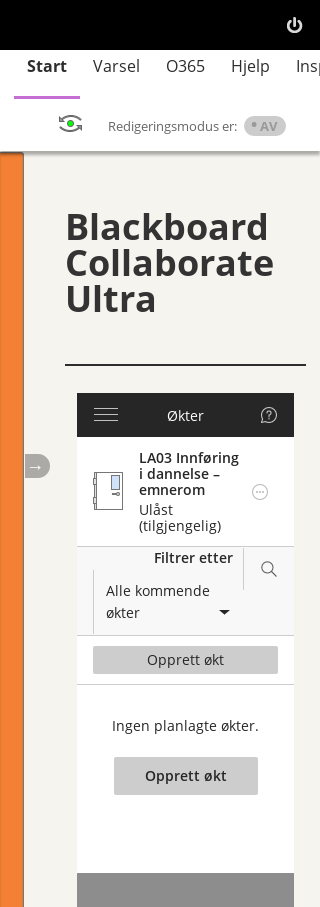 Start Varsel O365 Hjelp
Redigeringsmodus er: AV
Blackboard
Collaborate
Ultra
Økter
LA03 Innføring
i dannelse –
emnerom
Ulåst
(tilgjengelig)
Filtrer etter
Alle kommende
økter
Opprett økt
Ingen planlagte økter.
Opprett økt